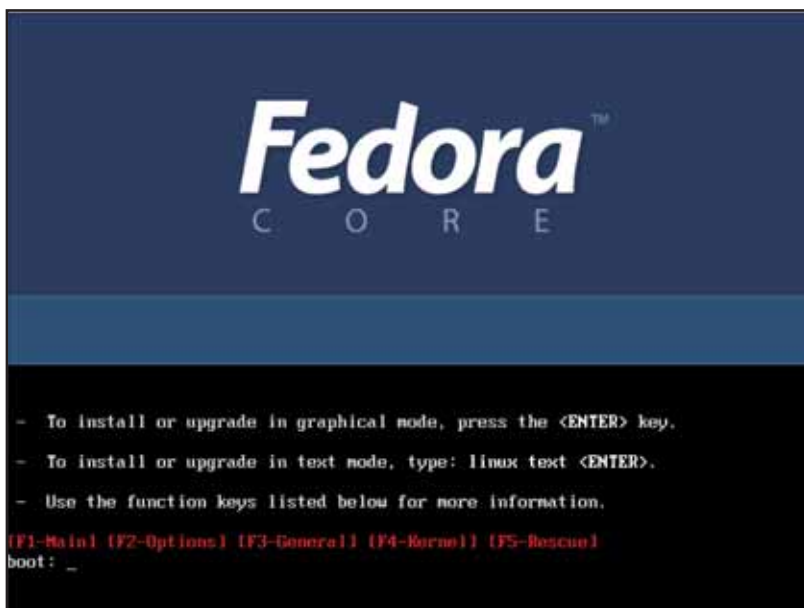 Fedora™
CORE
- To install or upgrade in graphical mode, press the <ENTER> key.
- To install or upgrade in text mode, type: linux text <ENTER>.
- Use the function keys listed below for more information.
[F1-Main] [F2-Options] [F3-General] [F4-Kernel] [F5-Rescue]
boot: _